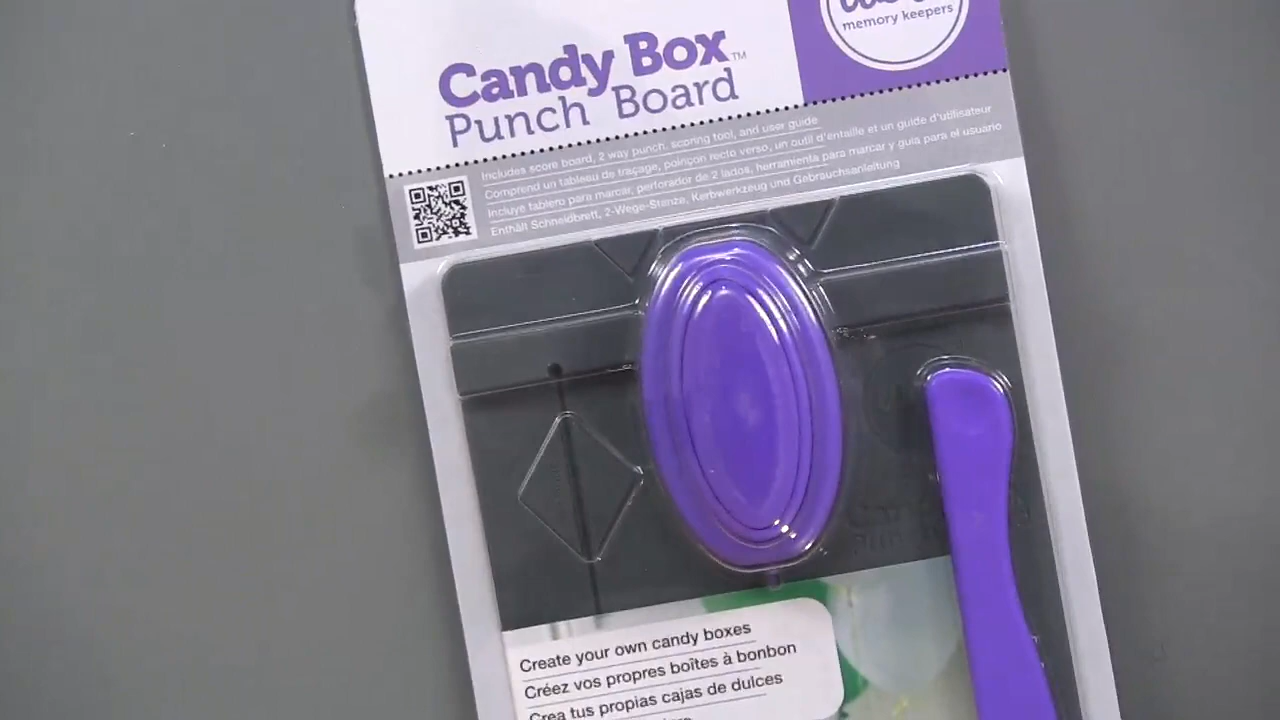 memory keepers
Candy Box™
Punch Board
Includes score board, 2 way punch, scoring tool, and user guide
Comprend un tableau de traçage, poinçon recto verso, un outil d'entaille et un guide d'utilisateur
Incluye tablero para marcar, perforador de 2 lados, herramienta para marcar y guía para el usuario
Enthält Schneidbrett, 2-Wege-Stanze, Kerbwerkzeug und Gebrauchsanleitung
Create your own candy boxes
Créez vos propres boîtes à bonbon
Crea tus propias cajas de dulces